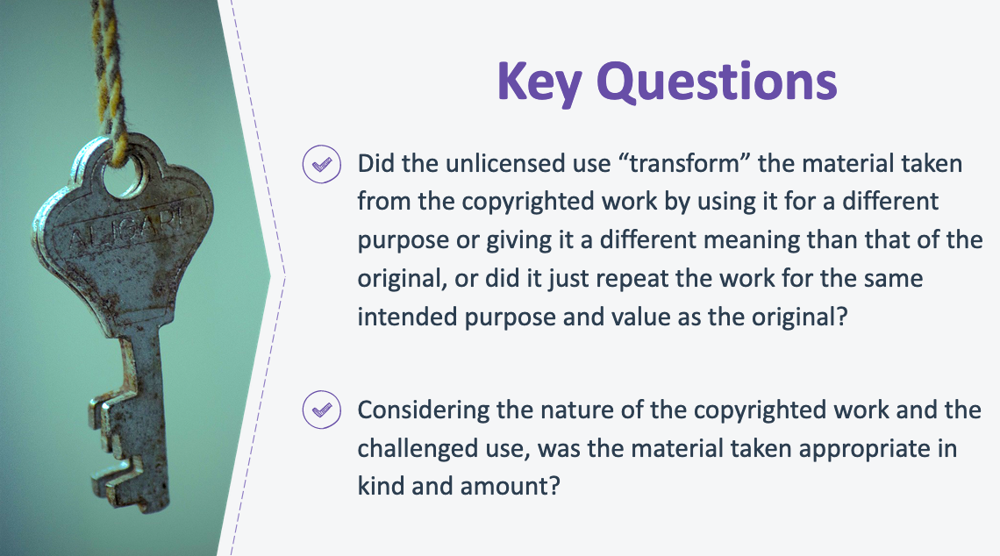 Key Questions
Did the unlicensed use “transform” the material taken
from the copyrighted work by using it for a different
purpose or giving it a different meaning than that of the
original, or did it just repeat the work for the same
intended purpose and value as the original?
Considering the nature of the copyrighted work and the
challenged use, was the material taken appropriate in
kind and amount?
ALIGARH